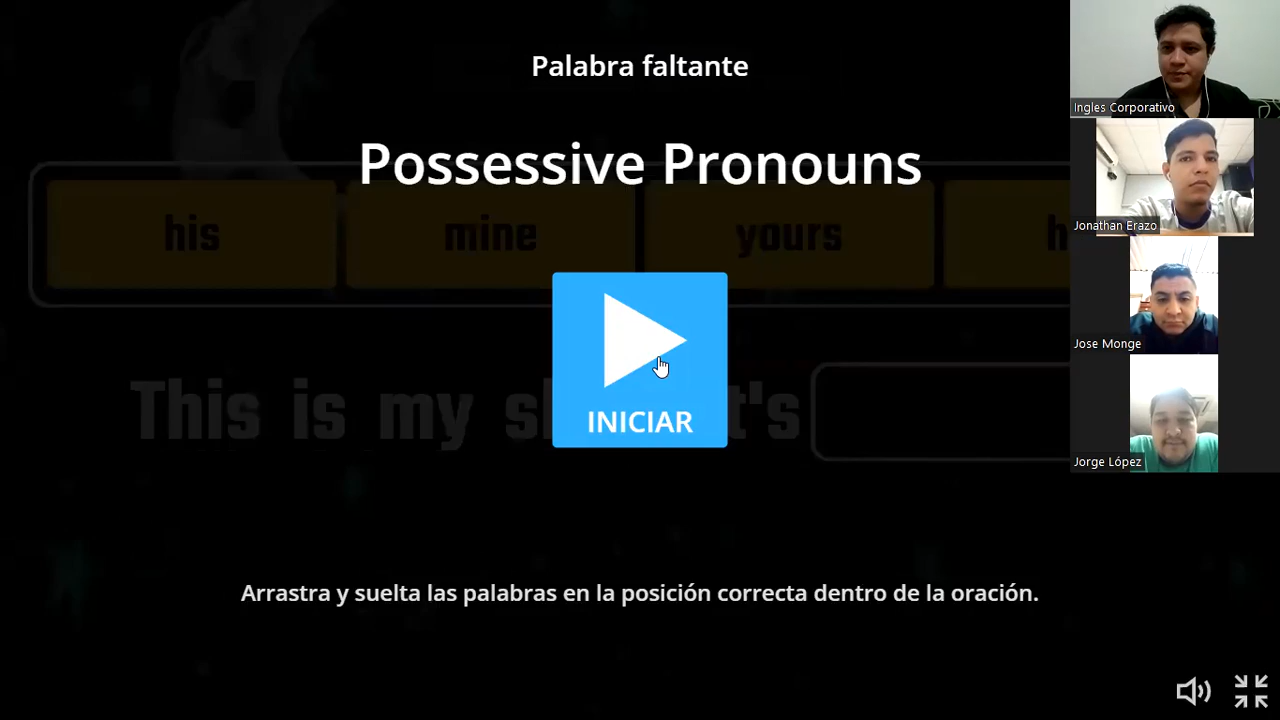 Palabra faltante
Possessive Pronouns
his
mine
yours
This is my
t's
INICIAR
Arrastra y suelta las palabras en la posición correcta dentro de la oración.
Ingles Corporativo
Jonathan Erazo
Jose Monge
Jorge López